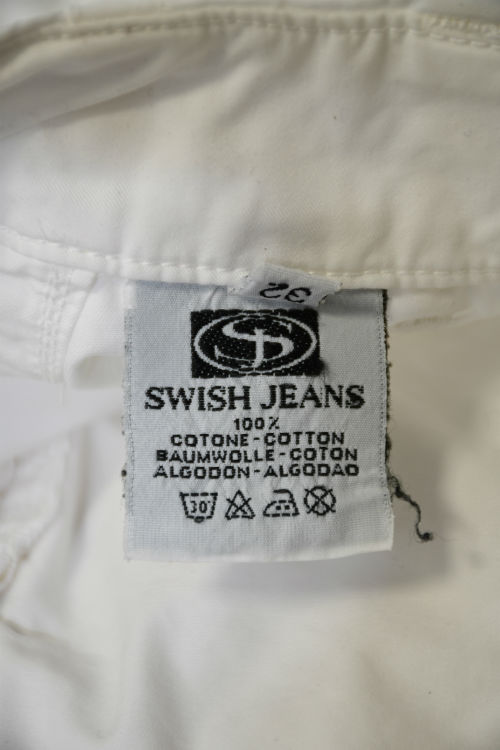 32
SWISH JEANS
100%
COTONE-COTTON
BAUMWOLLE-COTON
ALGODON-ALGODAO
30°